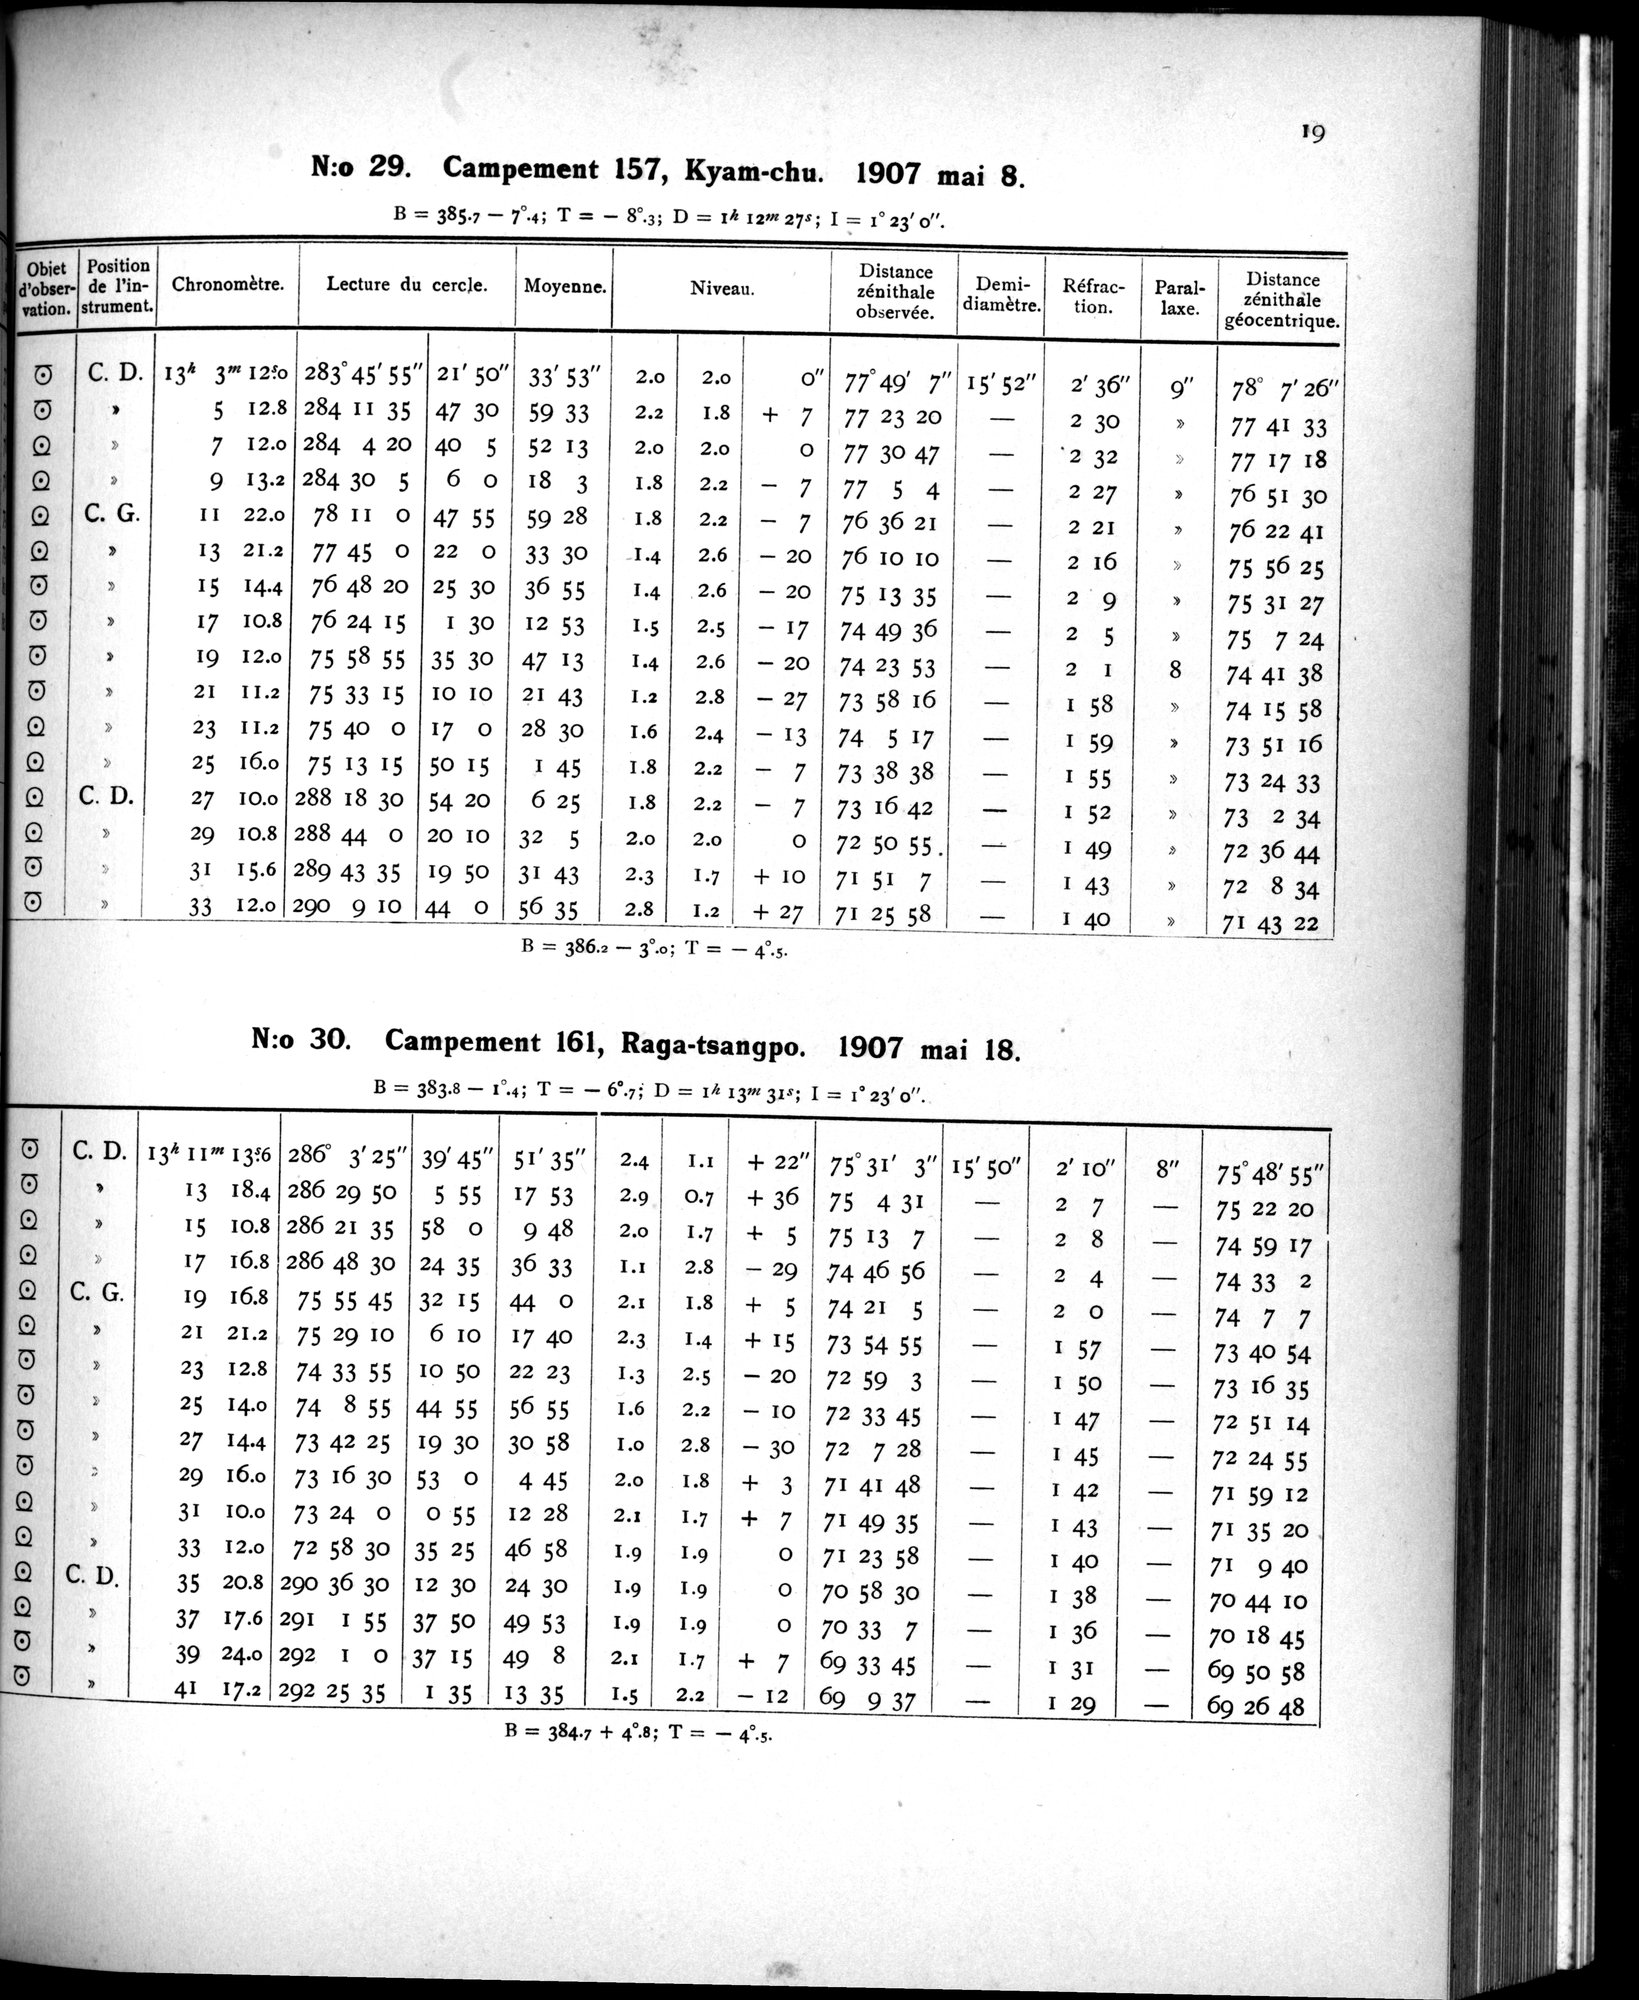 19
N:o 29. Campement 157, Kyam-chu. 1907 mai 8.
B = 385.7 — 7°.4; T = — 8°.3; D = 1h 12m 27s; I = 1° 23′ 0″.
Objet d'observation. Position de l'instrument. Chronomètre. Lecture du cercle. Moyenne. Niveau. Distance zénithale observée. Demi-diamètre. Réfraction. Parallaxe. Distance zénithale géocentrique.
C. D. 13h 3m 12s.0 283° 45′ 55″ 21′ 50″ 33′ 53″ 2.0 2.0 0″ 77° 49′ 7″ 15′ 52″ 2′ 36″ 9″ 78° 7′ 26″
» 5 12.8 284 11 35 47 30 59 33 2.2 1.8 + 7 77 23 20 — 2 30 » 77 41 33
» 7 12.0 284 4 20 40 5 52 13 2.0 2.0 0 77 30 47 — 2 32 » 77 17 18
» 9 13.2 284 30 5 6 0 18 3 1.8 2.2 — 7 77 5 4 — 2 27 » 76 51 30
C. G. 11 22.0 78 11 0 47 55 59 28 1.8 2.2 — 7 76 36 21 — 2 21 » 76 22 41
» 13 21.2 77 45 0 22 0 33 30 1.4 2.6 — 20 76 10 10 — 2 16 » 75 56 25
» 15 14.4 76 48 20 25 30 36 55 1.4 2.6 — 20 75 13 35 — 2 9 » 75 31 27
» 17 10.8 76 24 15 1 30 12 53 1.5 2.5 — 17 74 49 36 — 2 5 » 75 7 24
» 19 12.0 75 58 55 35 30 47 13 1.4 2.6 — 20 74 23 53 — 2 1 8 74 41 38
» 21 11.2 75 33 15 10 10 21 43 1.2 2.8 — 27 73 58 16 — 1 58 » 74 15 58
» 23 11.2 75 40 0 17 0 28 30 1.6 2.4 — 13 74 5 17 — 1 59 » 73 51 16
» 25 16.0 75 13 15 50 15 1 45 1.8 2.2 — 7 73 38 38 — 1 55 » 73 24 33
C. D. 27 10.0 288 18 30 54 20 6 25 1.8 2.2 — 7 73 16 42 — 1 52 » 73 2 34
» 29 10.8 288 44 0 20 10 32 5 2.0 2.0 0 72 50 55 — 1 49 » 72 36 44
» 31 15.6 289 43 35 19 50 31 43 2.3 1.7 + 10 71 51 7 — 1 43 » 72 8 34
» 33 12.0 290 9 10 44 0 56 35 2.8 1.2 + 27 71 25 58 — 1 40 » 71 43 22
B = 386.2 — 3°.0; T = — 4°.5.
N:o 30. Campement 161, Raga-tsangpo. 1907 mai 18.
B = 383.8 — 1°.4; T = — 6°.7; D = 1h 13m 31s; I = 1° 23′ 0″.
C. D. 13h 11m 13s.6 286° 3′ 25″ 39′ 45″ 51′ 35″ 2.4 1.1 + 22″ 75° 31′ 3″ 15′ 50″ 2′ 10″ 8″ 75° 48′ 55″
» 13 18.4 286 29 50 5 55 17 53 2.9 0.7 + 36 75 4 31 — 2 7 — 75 22 20
» 15 10.8 286 21 35 58 0 9 48 2.0 1.7 + 5 75 13 7 — 2 8 — 74 59 17
» 17 16.8 286 48 30 24 35 36 33 1.1 2.8 — 29 74 46 56 — 2 4 — 74 33 2
C. G. 19 16.8 75 55 45 32 15 44 0 2.1 1.8 + 5 74 21 5 — 2 0 — 74 7 7
» 21 21.2 75 29 10 6 10 17 40 2.3 1.4 + 15 73 54 55 — 1 57 — 73 40 54
» 23 12.8 74 33 55 10 50 22 23 1.3 2.5 — 20 72 59 3 — 1 50 — 73 16 35
» 25 14.0 74 8 55 44 55 56 55 1.6 2.2 — 10 72 33 45 — 1 47 — 72 51 14
» 27 14.4 73 42 25 19 30 30 58 1.0 2.8 — 30 72 7 28 — 1 45 — 72 24 55
» 29 16.0 73 16 30 53 0 4 45 2.0 1.8 + 3 71 41 48 — 1 42 — 71 59 12
» 31 10.0 73 24 0 0 55 12 28 2.1 1.7 + 7 71 49 35 — 1 43 — 71 35 20
» 33 12.0 72 58 30 35 25 46 58 1.9 1.9 0 71 23 58 — 1 40 — 71 9 40
C. D. 35 20.8 290 36 30 12 30 24 30 1.9 1.9 0 70 58 30 — 1 38 — 70 44 10
» 37 17.6 291 1 55 37 50 49 53 1.9 1.9 0 70 33 7 — 1 36 — 70 18 45
» 39 24.0 292 1 0 37 15 49 8 2.1 1.7 + 7 69 33 45 — 1 31 — 69 50 58
» 41 17.2 292 25 35 1 35 13 35 1.5 2.2 — 12 69 9 37 — 1 29 — 69 26 48
B = 384.7 + 4°.8; T = — 4°.5.